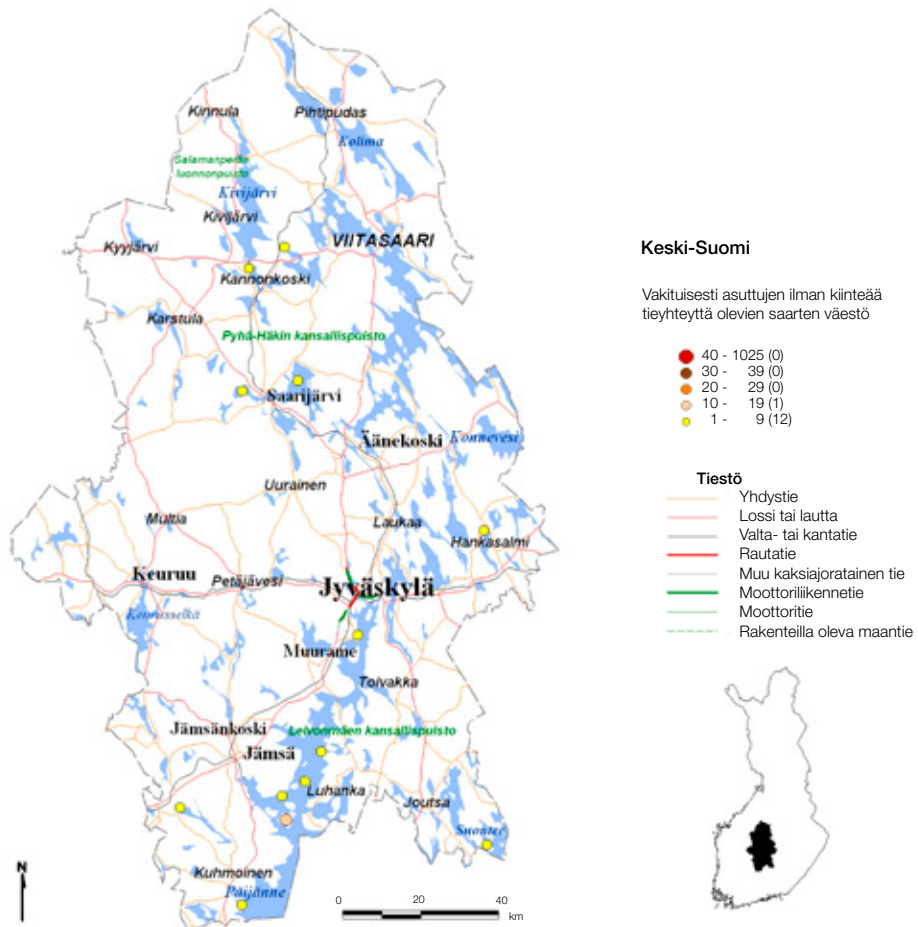 Kinnula
Pihtipudas
Kolima
Salamanperän
luonnonpuisto
Kivijärvi
Kivijärvi
Kyyjärvi
VIITASAARI
Kannonkoski
Karstula
Pyhä-Häkin kansallispuisto
Saarijärvi
Äänekoski
Konnevesi
Uurainen
Multia
Laukaa
Hankasalmi
Keuruu
Petäjävesi
Jyväskylä
Keurusselkä
Muurame
Toivakka
Jämsänkoski
Leivonmäen kansallispuisto
Jämsä
Luhanka
Joutsa
Suontee
Kuhmoinen
Päijänne
N
0 20 40
km
Keski-Suomi
Vakituisesti asuttujen ilman kiinteää
tieyhteyttä olevien saarten väestö
40 - 1025 (0)
30 - 39 (0)
20 - 29 (0)
10 - 19 (1)
1 - 9 (12)
Tiestö
Yhdystie
Lossi tai lautta
Valta- tai kantatie
Rautatie
Muu kaksiajoratainen tie
Moottoriliikennetie
Moottoritie
Rakenteilla oleva maantie